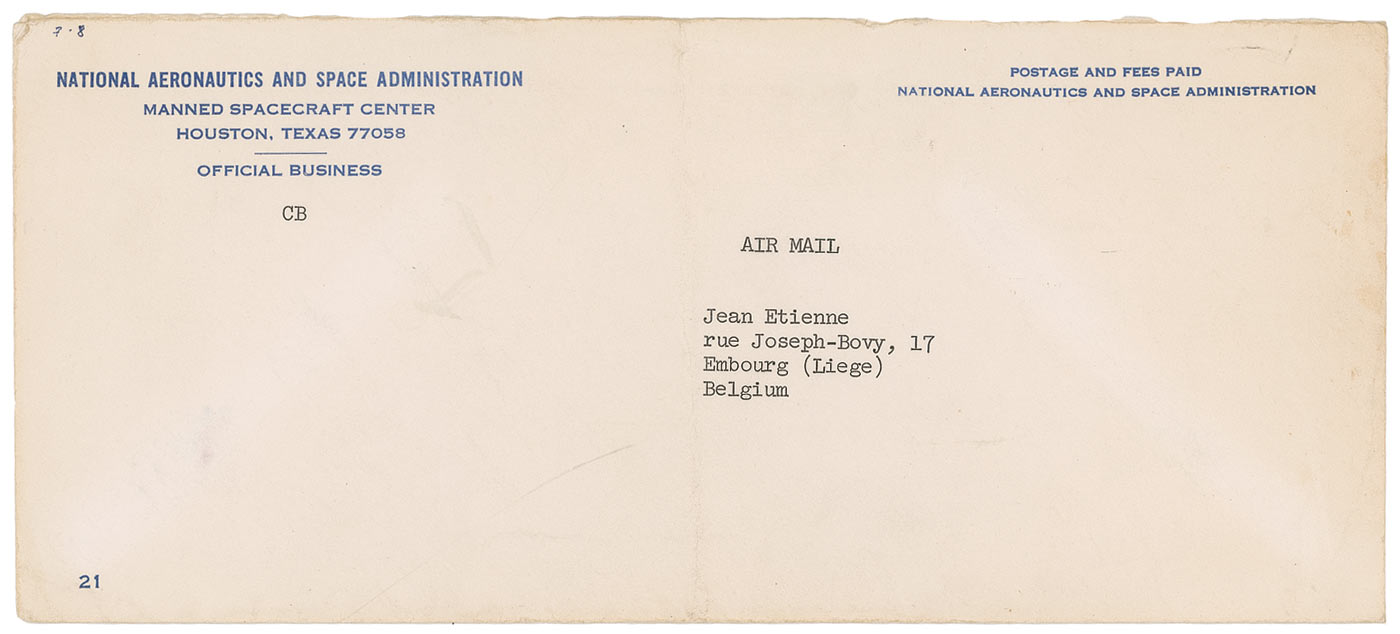 7.8
NATIONAL AERONAUTICS AND SPACE ADMINISTRATION
MANNED SPACECRAFT CENTER
HOUSTON, TEXAS 77058
OFFICIAL BUSINESS
CB
POSTAGE AND FEES PAID
NATIONAL AERONAUTICS AND SPACE ADMINISTRATION
AIR MAIL
Jean Etienne
rue Joseph-Bovy, 17
Embourg (Liege)
Belgium
21